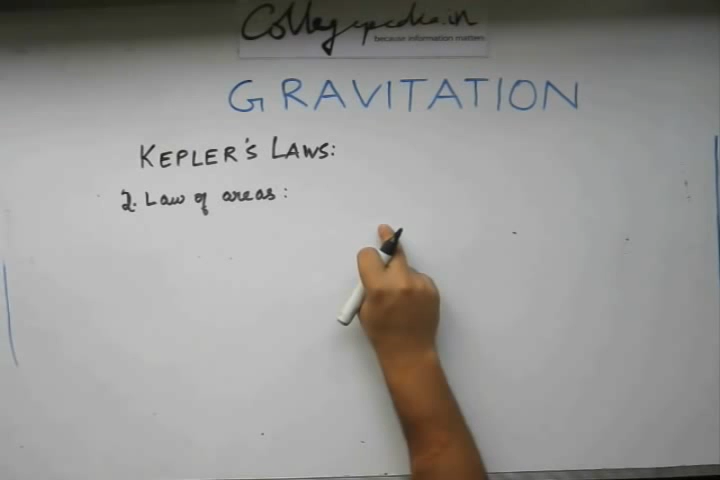 Collegepedia.in
because information matters
GRAVITATION
KEPLER'S LAWS:
2. Law of areas: